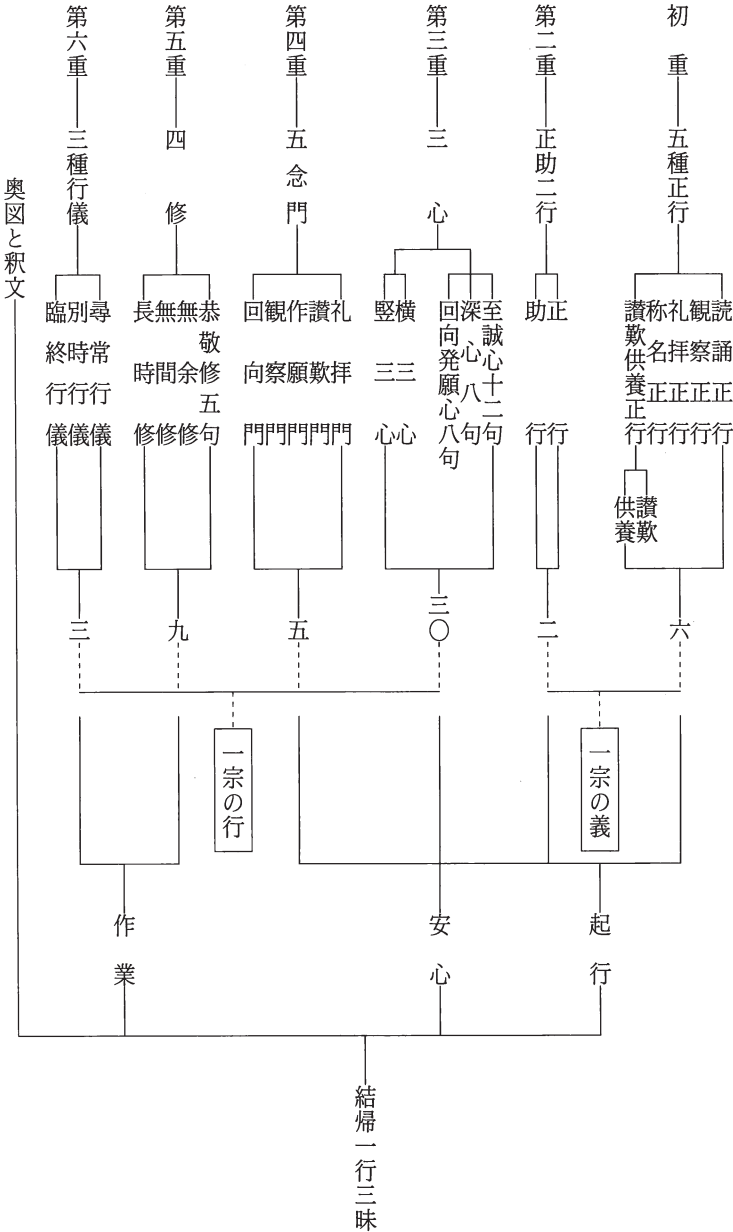 初重
五種正行
読誦正行
観察正行
礼拝正行
称名正行
讃歎供養正行
讃歎
供養
六
第二重
正助二行
正行
助行
二
一宗の義
第三重
三心
至誠心十二句
深心八句
回向発願心八句
横三心
竪三心
三〇
第四重
五念門
礼拝門
讃歎門
作願門
観察門
回向門
五
第五重
四修
恭敬修五句
無余修
無間修
長時修
九
第六重
三種行儀
尋常行儀
別時行儀
臨終行儀
三
一宗の行
起行
安心
作業
奥図と釈文
結帰一行三昧